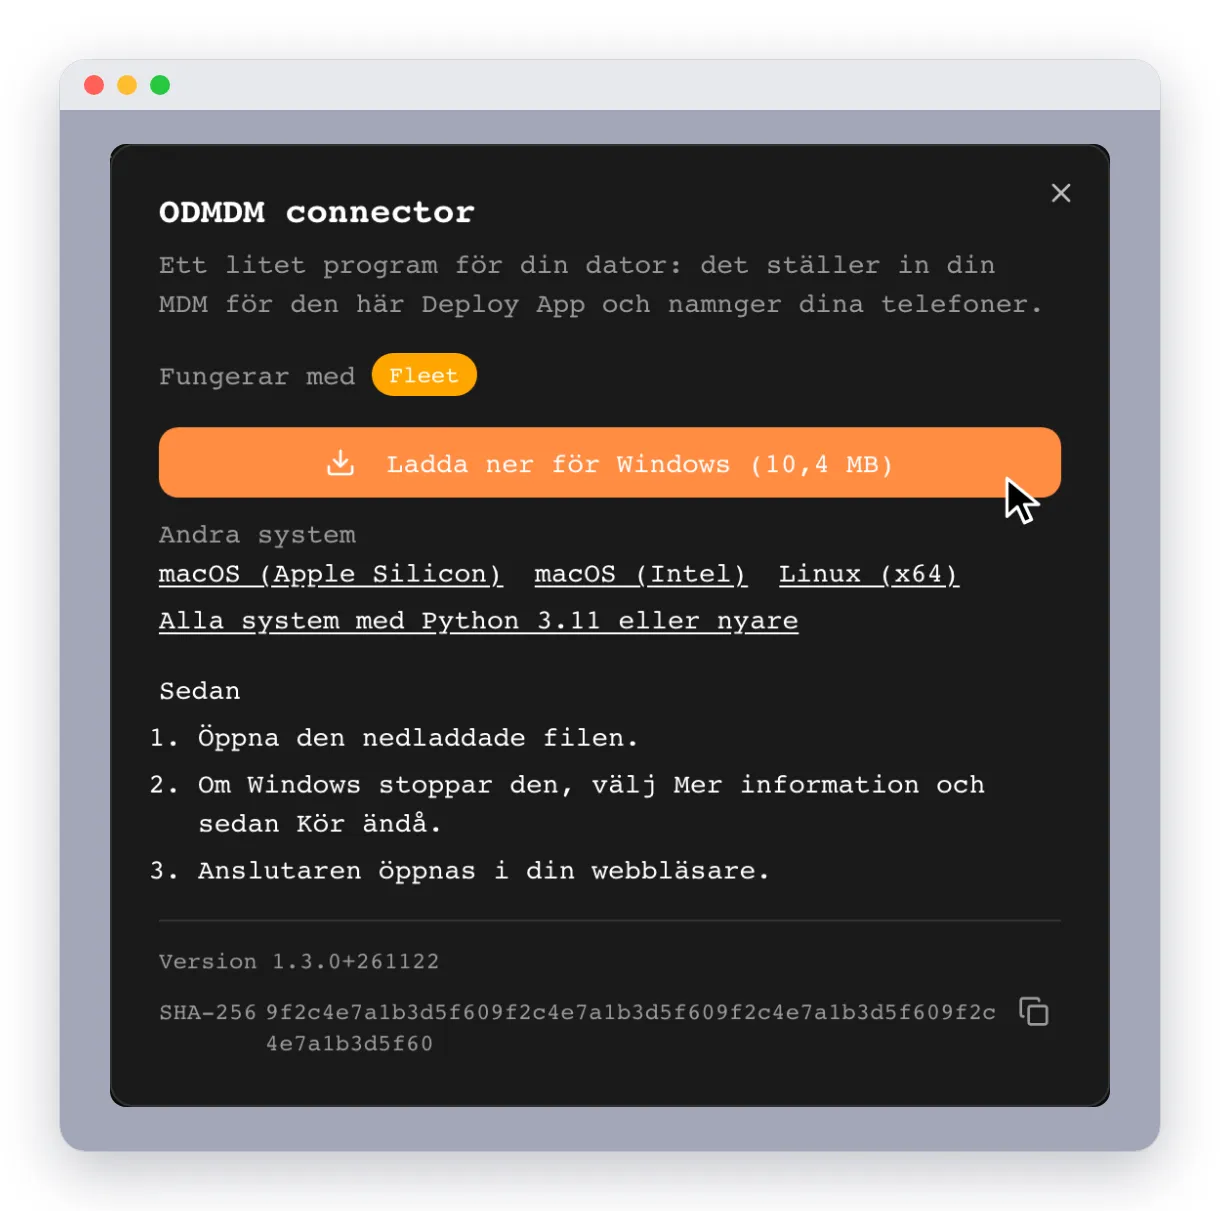 ODMDM connector
Ett litet program för din dator: det ställer in din
MDM för den här Deploy App och namnger dina telefoner.
Fungerar med Fleet
Ladda ner för Windows (10,4 MB)
Andra system
macOS (Apple Silicon) macOS (Intel) Linux (x64)
Alla system med Python 3.11 eller nyare
Sedan
1. Öppna den nedladdade filen.
2. Om Windows stoppar den, välj Mer information och
sedan Kör ändå.
3. Anslutaren öppnas i din webbläsare.
Version 1.3.0+261122
SHA-256 9f2c4e7a1b3d5f609f2c4e7a1b3d5f609f2c4e7a1b3d5f609f2c
4e7a1b3d5f60